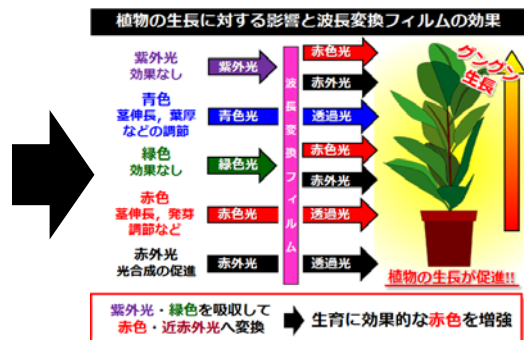 植物の生長に対する影響と波長変換フィルムの効果
紫外光
効果なし
紫外光
赤色光
赤外光
青色
茎伸長，葉厚
などの調節
青色光
透過光
緑色
効果なし
緑色光
赤色光
赤外光
赤色
茎伸長，発芽
調節など
赤色光
透過光
赤外光
光合成の促進
赤外光
透過光
波長変換フィルム
グングン
生長
植物の生長が促進!!
紫外光・緑色を吸収して
赤色・近赤外光へ変換
生育に効果的な赤色を増強